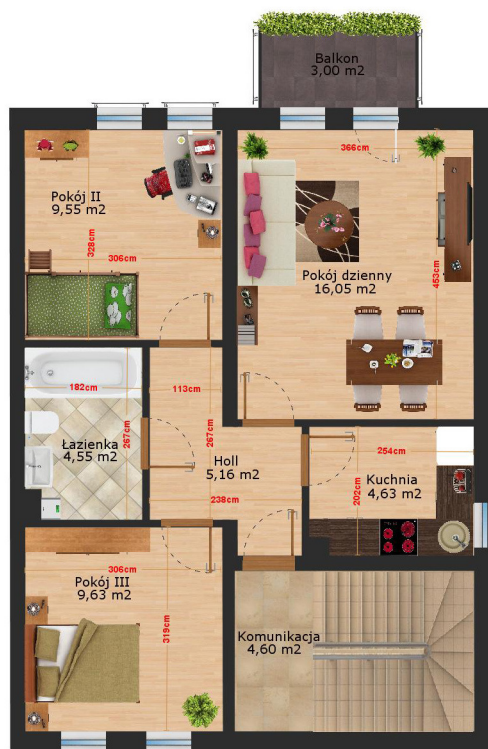 Balkon
3,00 m2
366cm
Pokój II
9,55 m2
328cm
306cm
Pokój dzienny
16,05 m2
453cm
182cm
113cm
267cm
267cm
Łazienka
4,55 m2
Holl
5,16 m2
238cm
254cm
Kuchnia
4,63 m2
202cm
306cm
Pokój III
9,63 m2
319cm
Komunikacja
4,60 m2